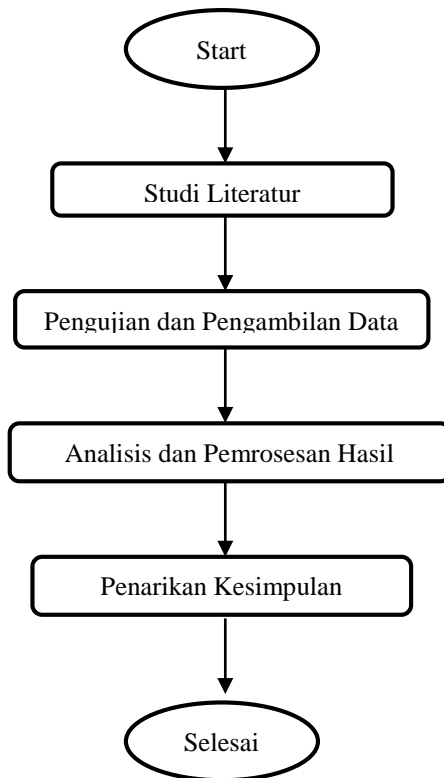 Start
Studi Literatur
Pengujian dan Pengambilan Data
Analisis dan Pemrosesan Hasil
Penarikan Kesimpulan
Selesai